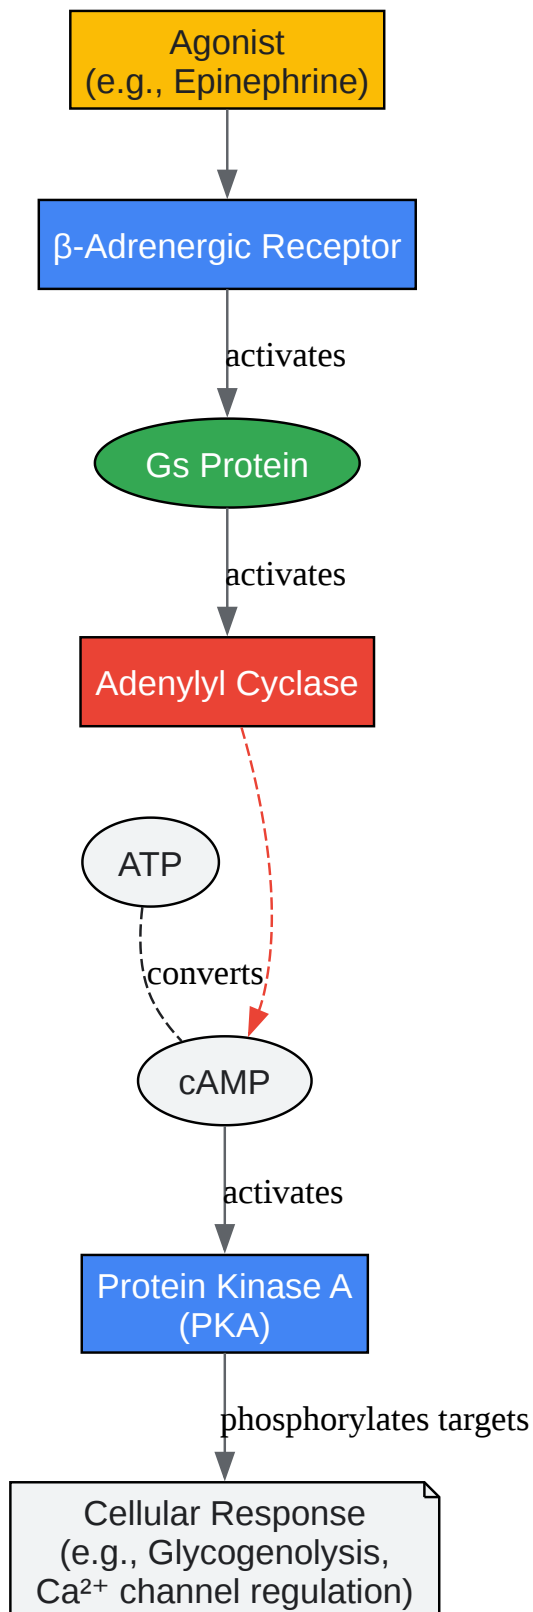 Agonist
(e.g., Epinephrine)
β-Adrenergic Receptor
activates
Gs Protein
activates
Adenylyl Cyclase
ATP
converts
cAMP
activates
Protein Kinase A
(PKA)
phosphorylates targets
Cellular Response
(e.g., Glycogenolysis,
Ca²⁺ channel regulation)